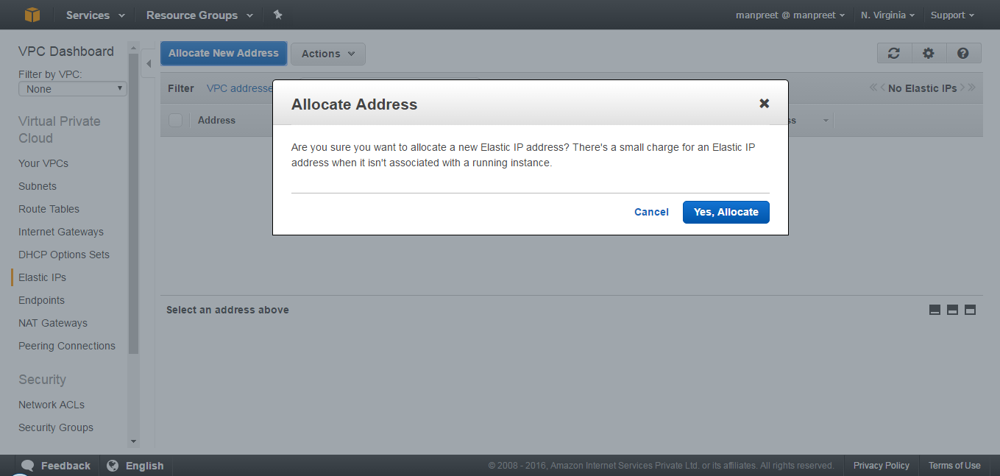 Services
Resource Groups
manpreet @ manpreet
N. Virginia
Support
VPC Dashboard
Filter by VPC:
None
Virtual Private
Cloud
Your VPCs
Subnets
Route Tables
Internet Gateways
DHCP Options Sets
Elastic IPs
Endpoints
NAT Gateways
Peering Connections
Security
Network ACLs
Security Groups
Allocate New Address
Actions
Filter
VPC addresse
No Elastic IPs
Address
ss
Allocate Address
Are you sure you want to allocate a new Elastic IP address? There's a small charge for an Elastic IP
address when it isn't associated with a running instance.
Cancel
Yes, Allocate
Select an address above
Feedback
English
© 2008 - 2016, Amazon Internet Services Private Ltd. or its affiliates. All rights reserved.
Privacy Policy
Terms of Use